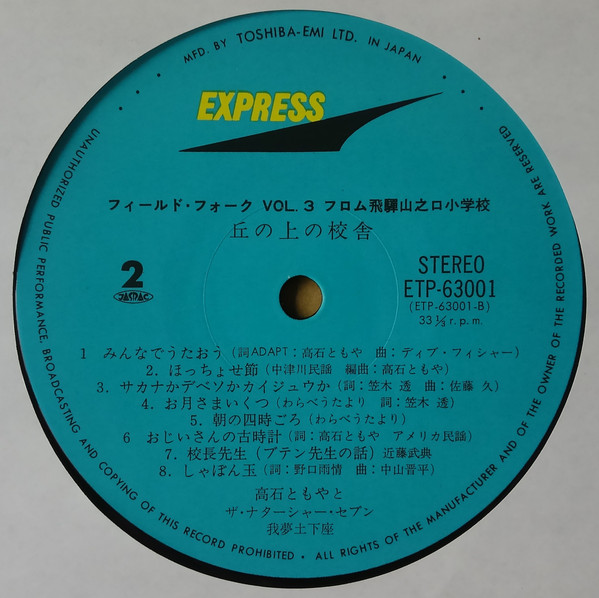 MFD. BY TOSHIBA-EMI LTD. IN JAPAN
EXPRESS
フィールド・フォーク VOL. 3 フロム飛騨山之口小学校
丘の上の校舎
2
JASRAC
STEREO
ETP-63001
(ETP-63001-B)
33 1/3 r.p.m.
1 みんなでうたおう(詞ADAPT:高石ともや 曲:ディブ・フィシャー)
2. ほっちょせ節(中津川民謡 編曲:高石ともや)
3. サカナかデベソかカイジュウか(詞:笠木 透 曲:佐藤 久)
4. お月さまいくつ(わらべうたより 詞:笠木 透)
5. 朝の四時ごろ(わらべうたより)
6 おじいさんの古時計(詞:高石ともや アメリカ民謡)
7. 校長先生(ブテン先生の話)近藤武典
8. しゃぼん玉(詞:野口雨情 曲:中山晋平)
高石ともやと
ザ・ナターシャー・セブン
我夢土下座
UNAUTHORIZED PUBLIC PERFORMANCE, BROADCASTING AND COPYING OF THIS RECORD PROHIBITED • ALL RIGHTS OF THE MANUFACTURER AND OF THE OWNER OF THE RECORDED WORK ARE RESERVED